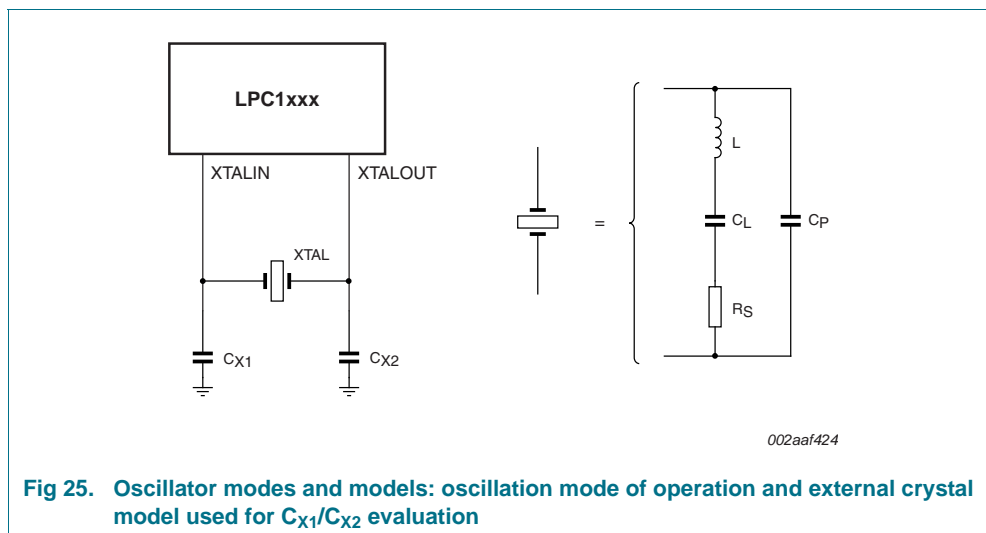 LPC1xxx
XTALIN
XTALOUT
L
=
CL
CP
XTAL
RS
CX1
CX2
002aaf424
Fig 25. Oscillator modes and models: oscillation mode of operation and external crystal
model used for CX1/CX2 evaluation